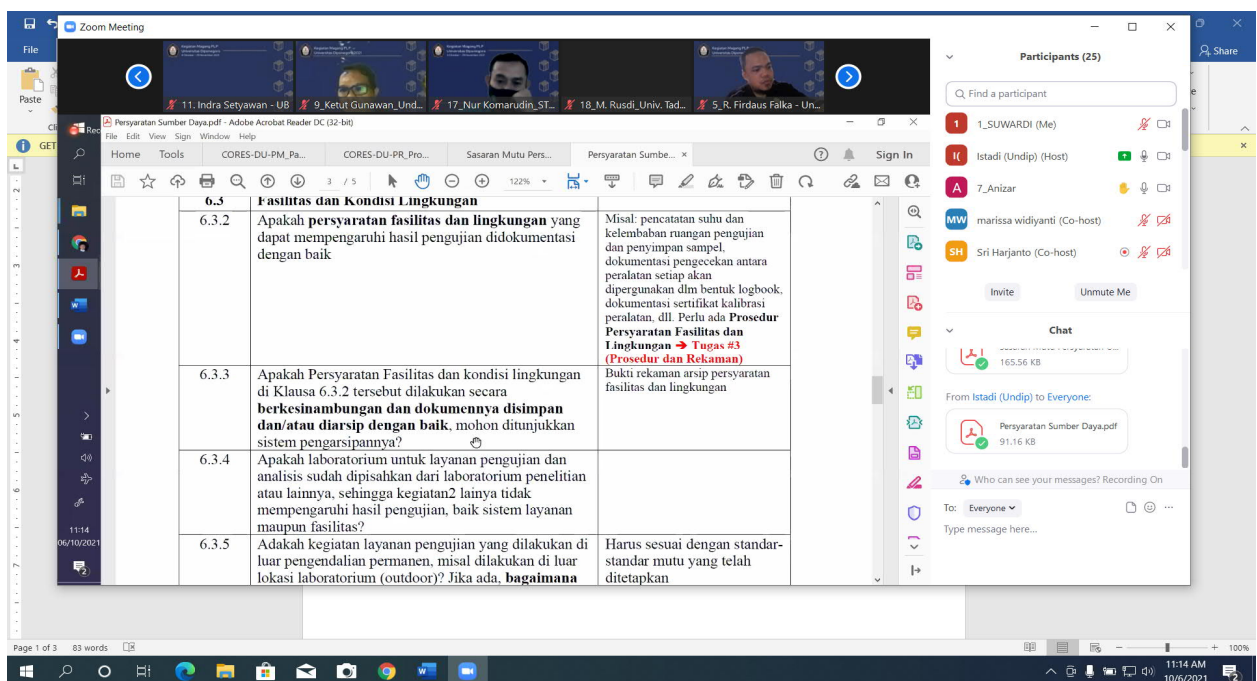 File
Share
Paste
Zoom Meeting
11. Indra Setyawan - UB
9_Ketut Gunawan_Und...
17_Nur Komarudin_ST...
18_M. Rusdi_Univ. Tad...
5_R. Firdaus Falka - Un...
Persyaratan Sumber Daya.pdf - Adobe Acrobat Reader DC (32-bit)
File Edit View Sign Window Help
Home Tools CORES-DU-PM_Pa... CORES-DU-PR_Pro... Sasaran Mutu Pers... Persyaratan Sumbe... × Sign In
3 / 5 122%
6.3 Fasilitas dan Kondisi Lingkungan
6.3.2 Apakah persyaratan fasilitas dan lingkungan yang
dapat mempengaruhi hasil pengujian didokumentasi
dengan baik
Misal: pencatatan suhu dan
kelembaban ruangan pengujian
dan penyimpan sampel,
dokumentasi pengecekan antara
peralatan setiap akan
dipergunakan dlm bentuk logbook,
dokumentasi sertifikat kalibrasi
peralatan, dll. Perlu ada Prosedur
Persyaratan Fasilitas dan
Lingkungan ➔ Tugas #3
(Prosedur dan Rekaman)
6.3.3 Apakah Persyaratan Fasilitas dan kondisi lingkungan
di Klausa 6.3.2 tersebut dilakukan secara
berkesinambungan dan dokumennya disimpan
dan/atau diarsip dengan baik, mohon ditunjukkan
sistem pengarsipannya?
Bukti rekaman arsip persyaratan
fasilitas dan lingkungan
6.3.4 Apakah laboratorium untuk layanan pengujian dan
analisis sudah dipisahkan dari laboratorium penelitian
atau lainnya, sehingga kegiatan2 lainya tidak
mempengaruhi hasil pengujian, baik sistem layanan
maupun fasilitas?
6.3.5 Adakah kegiatan layanan pengujian yang dilakukan di
luar pengendalian permanen, misal dilakukan di luar
lokasi laboratorium (outdoor)? Jika ada, bagaimana
Harus sesuai dengan standar-
standar mutu yang telah
ditetapkan
11:14
06/10/2021
Participants (25)
Find a participant
1 1_SUWARDI (Me)
I( Istadi (Undip) (Host)
A 7_Anizar
MW marissa widiyanti (Co-host)
SH Sri Harjanto (Co-host)
Invite Unmute Me
Chat
165.56 KB
From Istadi (Undip) to Everyone:
Persyaratan Sumber Daya.pdf
91.16 KB
Who can see your messages? Recording On
To: Everyone
Type message here...
Page 1 of 3 83 words
100%
11:14 AM
10/6/2021